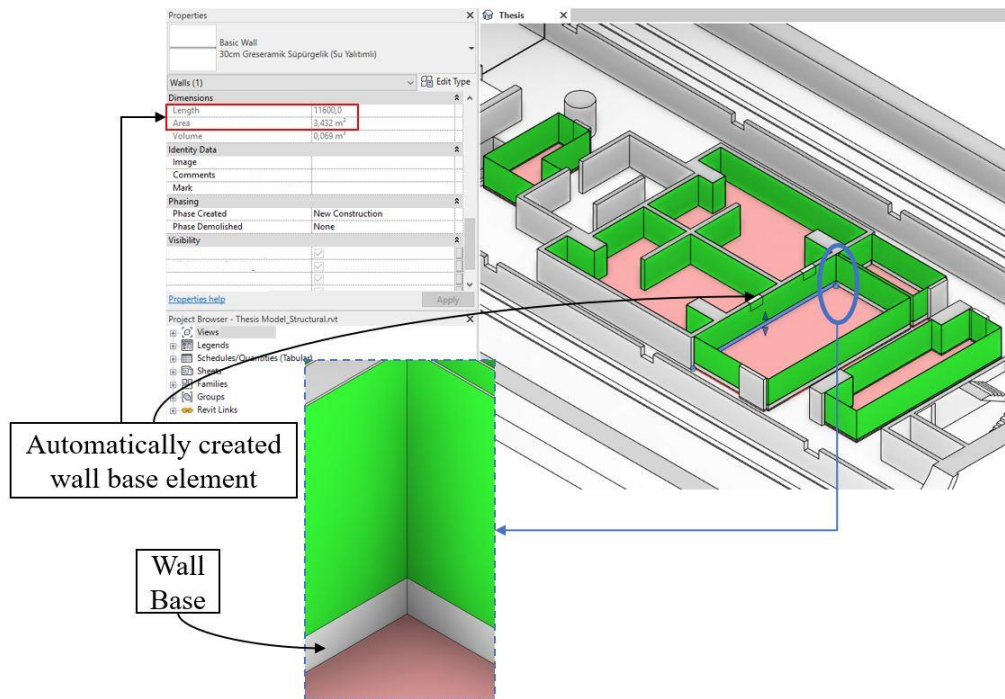 Properties
Thesis
Basic Wall
30cm Greseramik Süpürgelik (Su Yalıtımlı)
Walls (1)
Edit Type
Dimensions
Length 11600,0
Area 3,432 m²
Volume 0,069 m³
Identity Data
Image
Comments
Mark
Phasing
Phase Created New Construction
Phase Demolished None
Visibility
Properties help
Apply
Project Browser - Thesis Model_Structural.rvt
Views
Legends
Schedules/Quantities (Tabular)
Sheets
Families
Groups
Revit Links
Automatically created
wall base element
Wall
Base